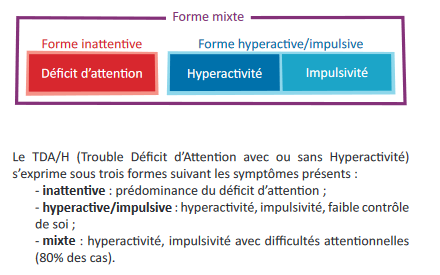 Forme mixte
Forme inattentive
Forme hyperactive/impulsive
Déficit d'attention
Hyperactivité
Impulsivité
Le TDA/H (Trouble Déficit d'Attention avec ou sans Hyperactivité)
s'exprime sous trois formes suivant les symptômes présents :
- inattentive : prédominance du déficit d'attention ;
- hyperactive/impulsive : hyperactivité, impulsivité, faible contrôle
de soi ;
- mixte : hyperactivité, impulsivité avec difficultés attentionnelles
(80% des cas).